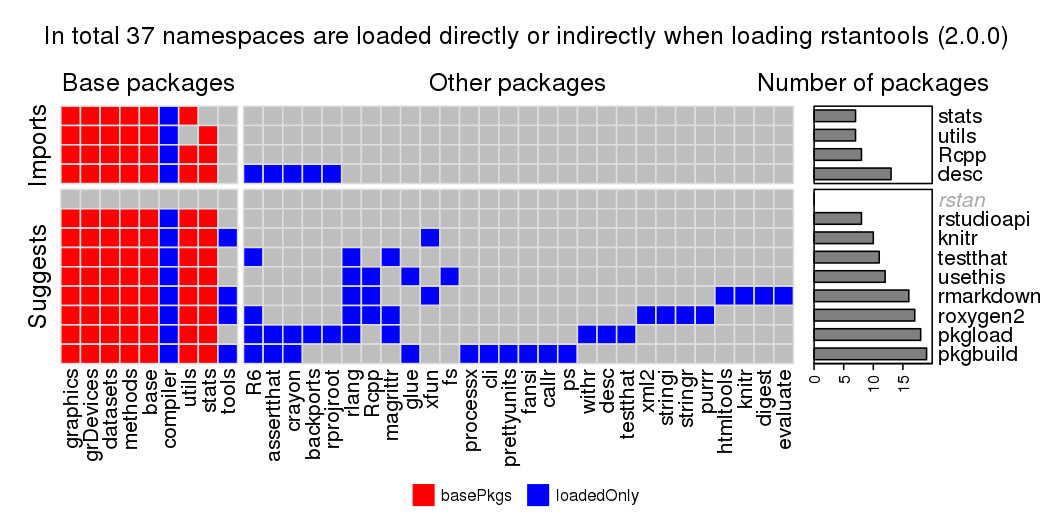 In total 37 namespaces are loaded directly or indirectly when loading rstantools (2.0.0)
Base packages
Other packages
Number of packages
Imports
Suggests
stats
utils
Rcpp
desc
rstan
rstudioapi
knitr
testthat
usethis
rmarkdown
roxygen2
pkgload
pkgbuild
0
5
10
15
graphics
grDevices
datasets
methods
base
compiler
utils
stats
tools
R6
assertthat
crayon
backports
rprojroot
rlang
Rcpp
magrittr
glue
xfun
fs
processx
cli
prettyunits
fansi
callr
ps
withr
desc
testthat
xml2
stringi
stringr
purrr
htmltools
knitr
digest
evaluate
basePkgs
loadedOnly